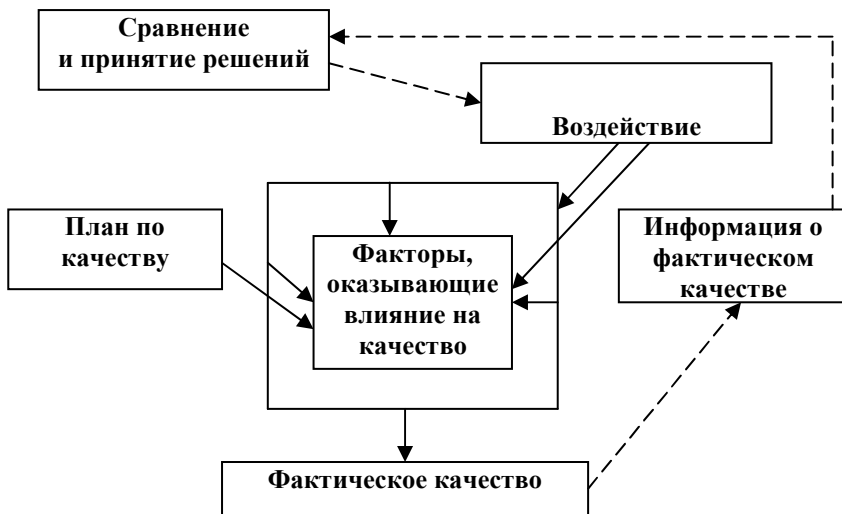 Сравнение
и принятие решений
Воздействие
План по
качеству
Факторы,
оказывающие
влияние на
качество
Информация о
фактическом
качестве
Фактическое качество